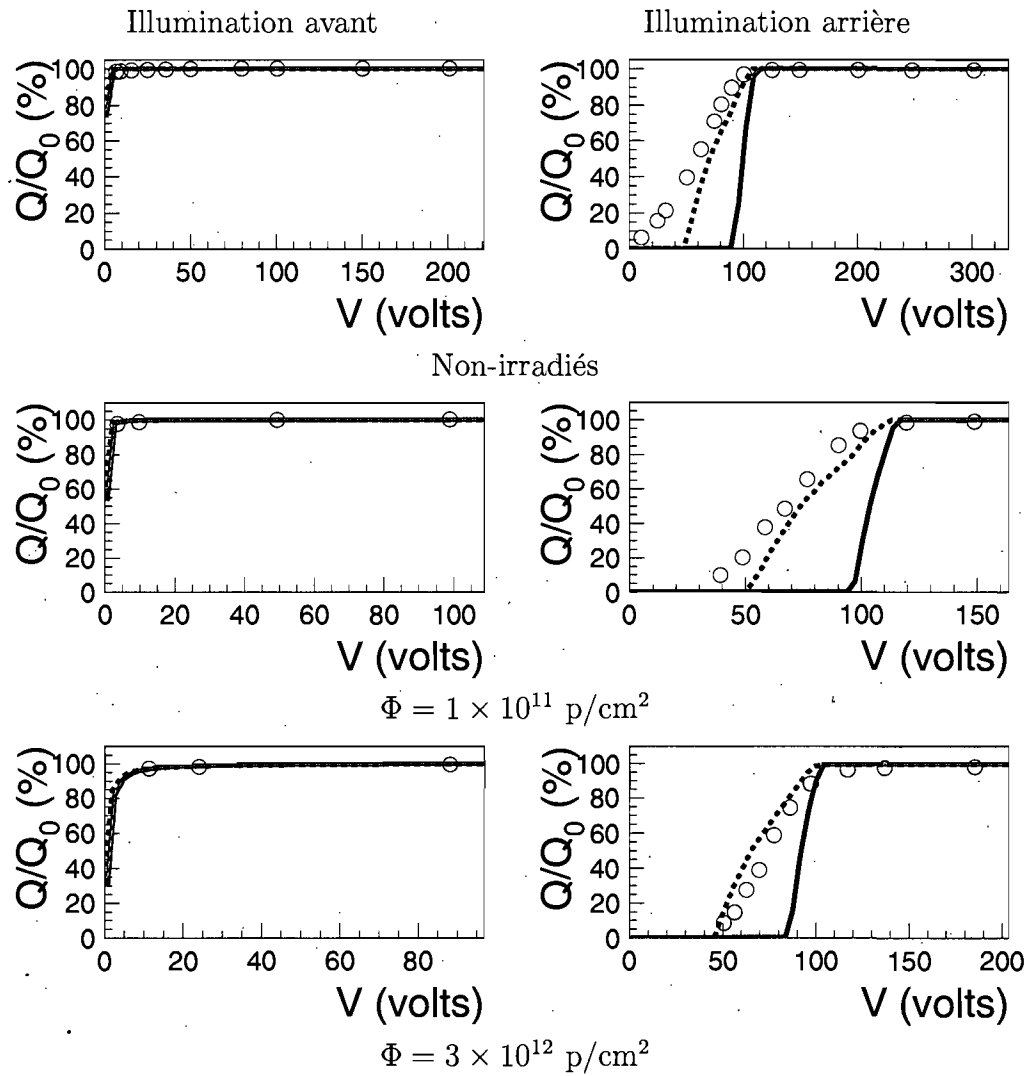 Illumination avant
Illumination arrière
Q/Q₀ (%)
100
80
60
40
20
0
0 50 100 150 200
V (volts)
Q/Q₀ (%)
100
80
60
40
20
0
0 100 200 300
V (volts)
Non-irradiés
Q/Q₀ (%)
100
80
60
40
20
0
0 20 40 60 80 100
V (volts)
Q/Q₀ (%)
100
80
60
40
20
0
0 50 100 150
V (volts)
Φ = 1 × 10¹¹ p/cm²
Q/Q₀ (%)
100
80
60
40
20
0
0 20 40 60 80
V (volts)
Q/Q₀ (%)
100
80
60
40
20
0
0 50 100 150 200
V (volts)
Φ = 3 × 10¹² p/cm²